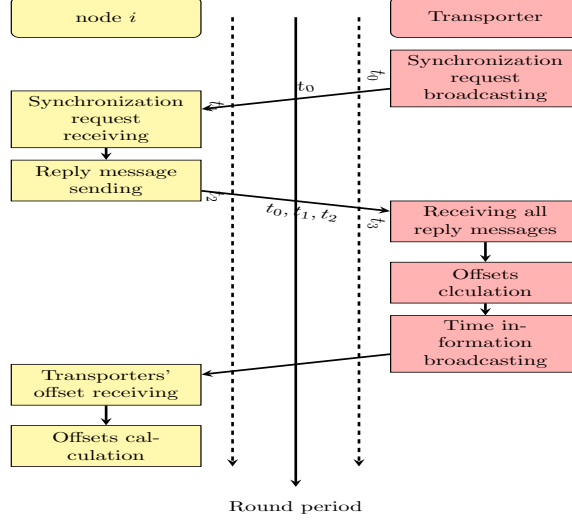 node i
Transporter
Synchronization
request
broadcasting
t₀
t₀
Synchronization
request
receiving
t₁
Reply message
sending
t₂
t₀, t₁, t₂
t₃
Receiving all
reply messages
Offsets
clculation
Time in-
formation
broadcasting
Transporters'
offset receiving
Offsets cal-
culation
Round period